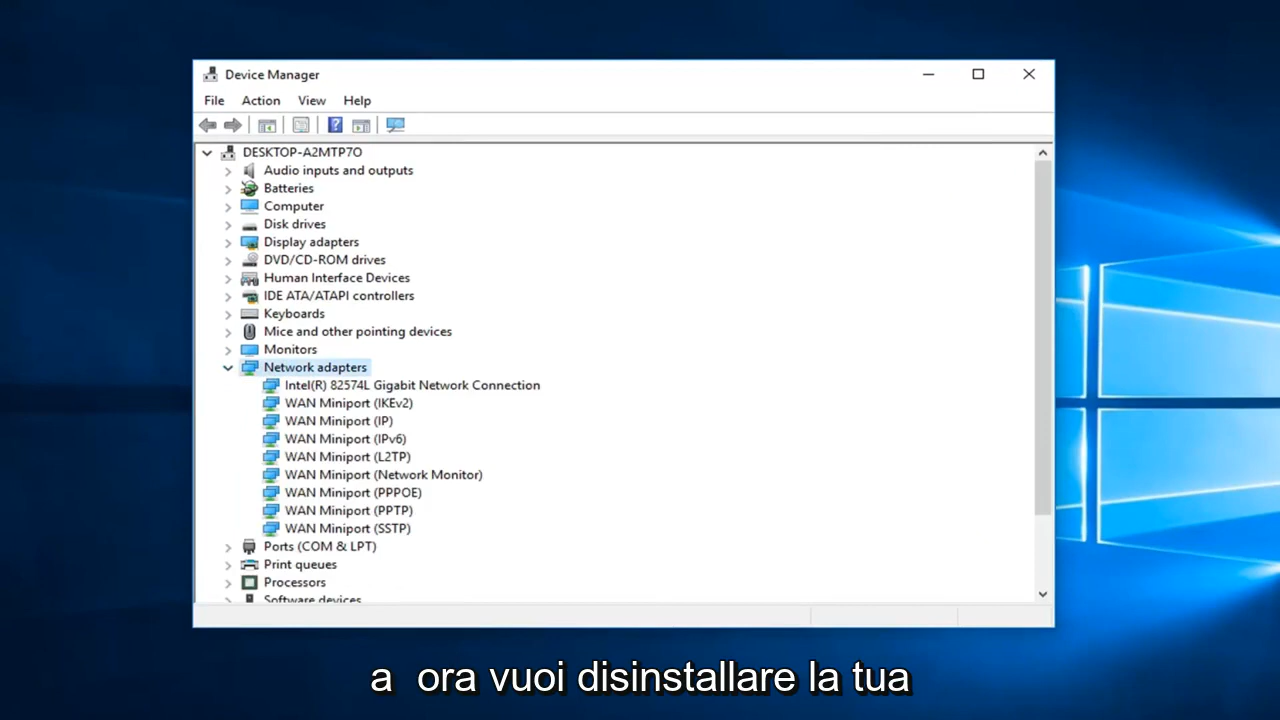 Device Manager
File Action View Help
DESKTOP-A2MTP7O
Audio inputs and outputs
Batteries
Computer
Disk drives
Display adapters
DVD/CD-ROM drives
Human Interface Devices
IDE ATA/ATAPI controllers
Keyboards
Mice and other pointing devices
Monitors
Network adapters
Intel(R) 82574L Gigabit Network Connection
WAN Miniport (IKEv2)
WAN Miniport (IP)
WAN Miniport (IPv6)
WAN Miniport (L2TP)
WAN Miniport (Network Monitor)
WAN Miniport (PPPOE)
WAN Miniport (PPTP)
WAN Miniport (SSTP)
Ports (COM & LPT)
Print queues
Processors
Software devices
a ora vuoi disinstallare la tua